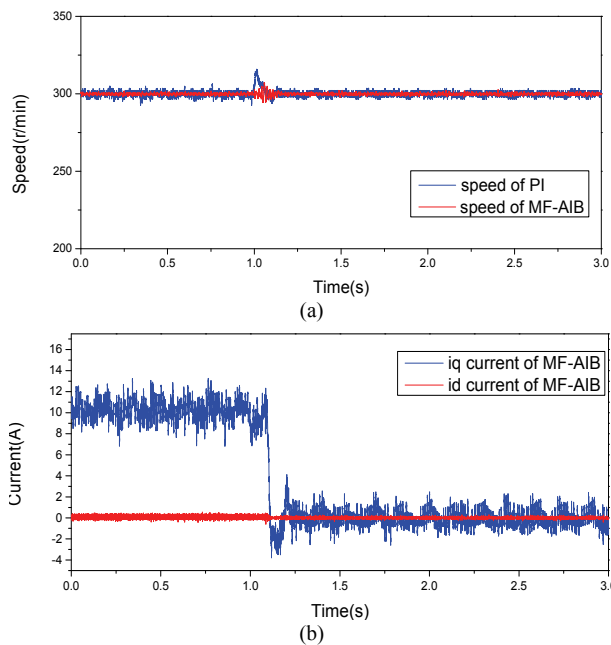 350
300
250
200
Speed(r/min)
speed of PI
speed of MF-AIB
0.0 0.5 1.0 1.5 2.0 2.5 3.0
Time(s)
(a)
16
14
12
10
8
6
4
2
0
-2
-4
Current(A)
iq current of MF-AIB
id current of MF-AIB
0.0 0.5 1.0 1.5 2.0 2.5 3.0
Time(s)
(b)